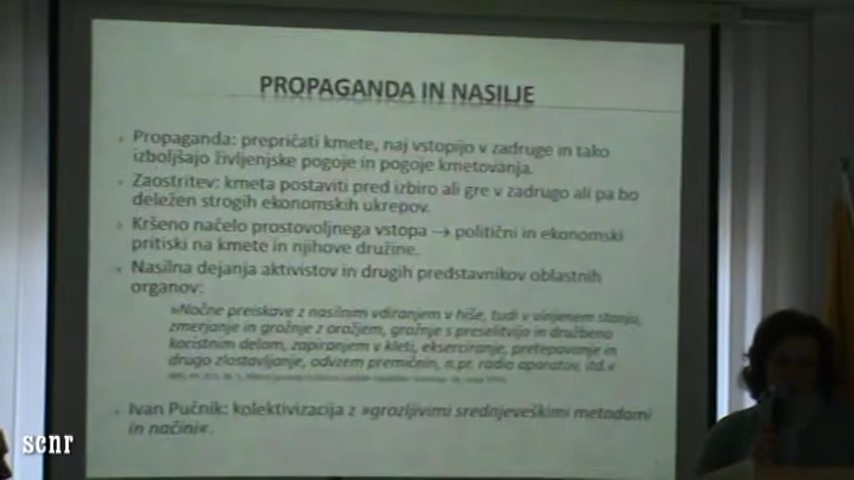 PROPAGANDA IN NASILJE
Propaganda: prepričati kmete, naj vstopijo v zadruge in tako
izboljšajo življenjske pogoje in pogoje kmetovanja.
Zaostritev: kmeta postaviti pred izbiro ali gre v zadrugo ali pa bo
deležen strogih ekonomskih ukrepov.
Kršeno načelo prostovoljnega vstopa → politični in ekonomski
pritiski na kmete in njihove družine.
Nasilna dejanja aktivistov in drugih predstavnikov oblastnih
organov:
»Nočne preiskave z nasilnim vdiranjem v hiše, tudi v vinjenem stanju,
zmerjanje in grožnje z orožjem, grožnje s preselitvijo in družbeno
koristnim delom, zapiranjem v kleti, ekserciranje, pretepavanje in
drugo zlostavljanje, odvzem premičnin, n.pr. radio aparatov, itd.«
Ivan Pučnik: kolektivizacija z »grozljivimi srednjeveškimi metodami
in načini«.
scnr